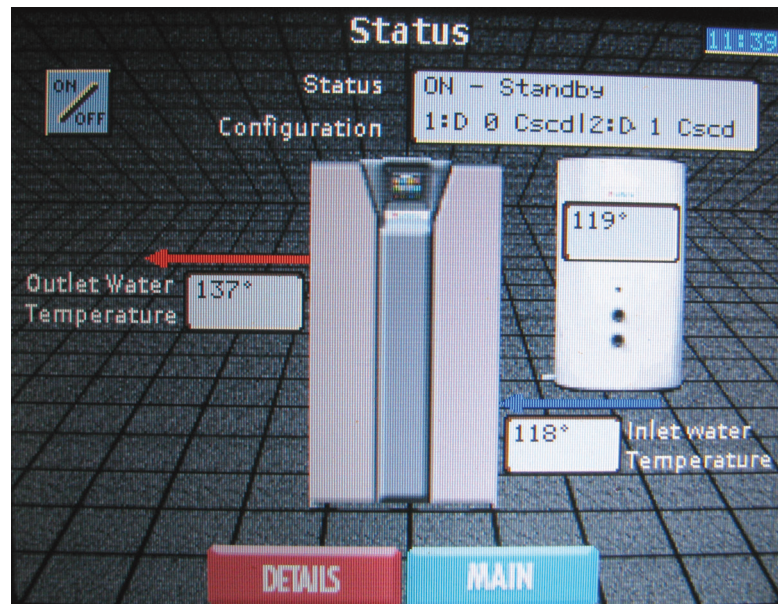 Status
11:39
ON
OFF
Status
ON - Standby
Configuration
1:D 0 Cscd|2:D 1 Cscd
119°
Outlet Water
Temperature
137°
118°
Inlet water
Temperature
DETAILS
MAIN